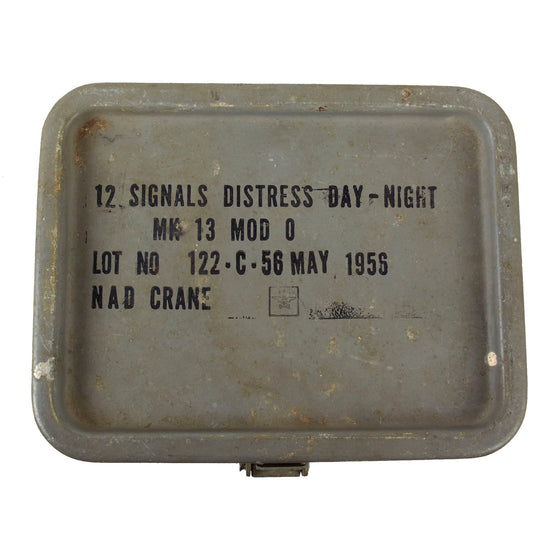 12 SIGNALS DISTRESS DAY-NIGHT
MK 13 MOD 0
LOT NO 122-C-56 MAY 1956
NAD CRANE